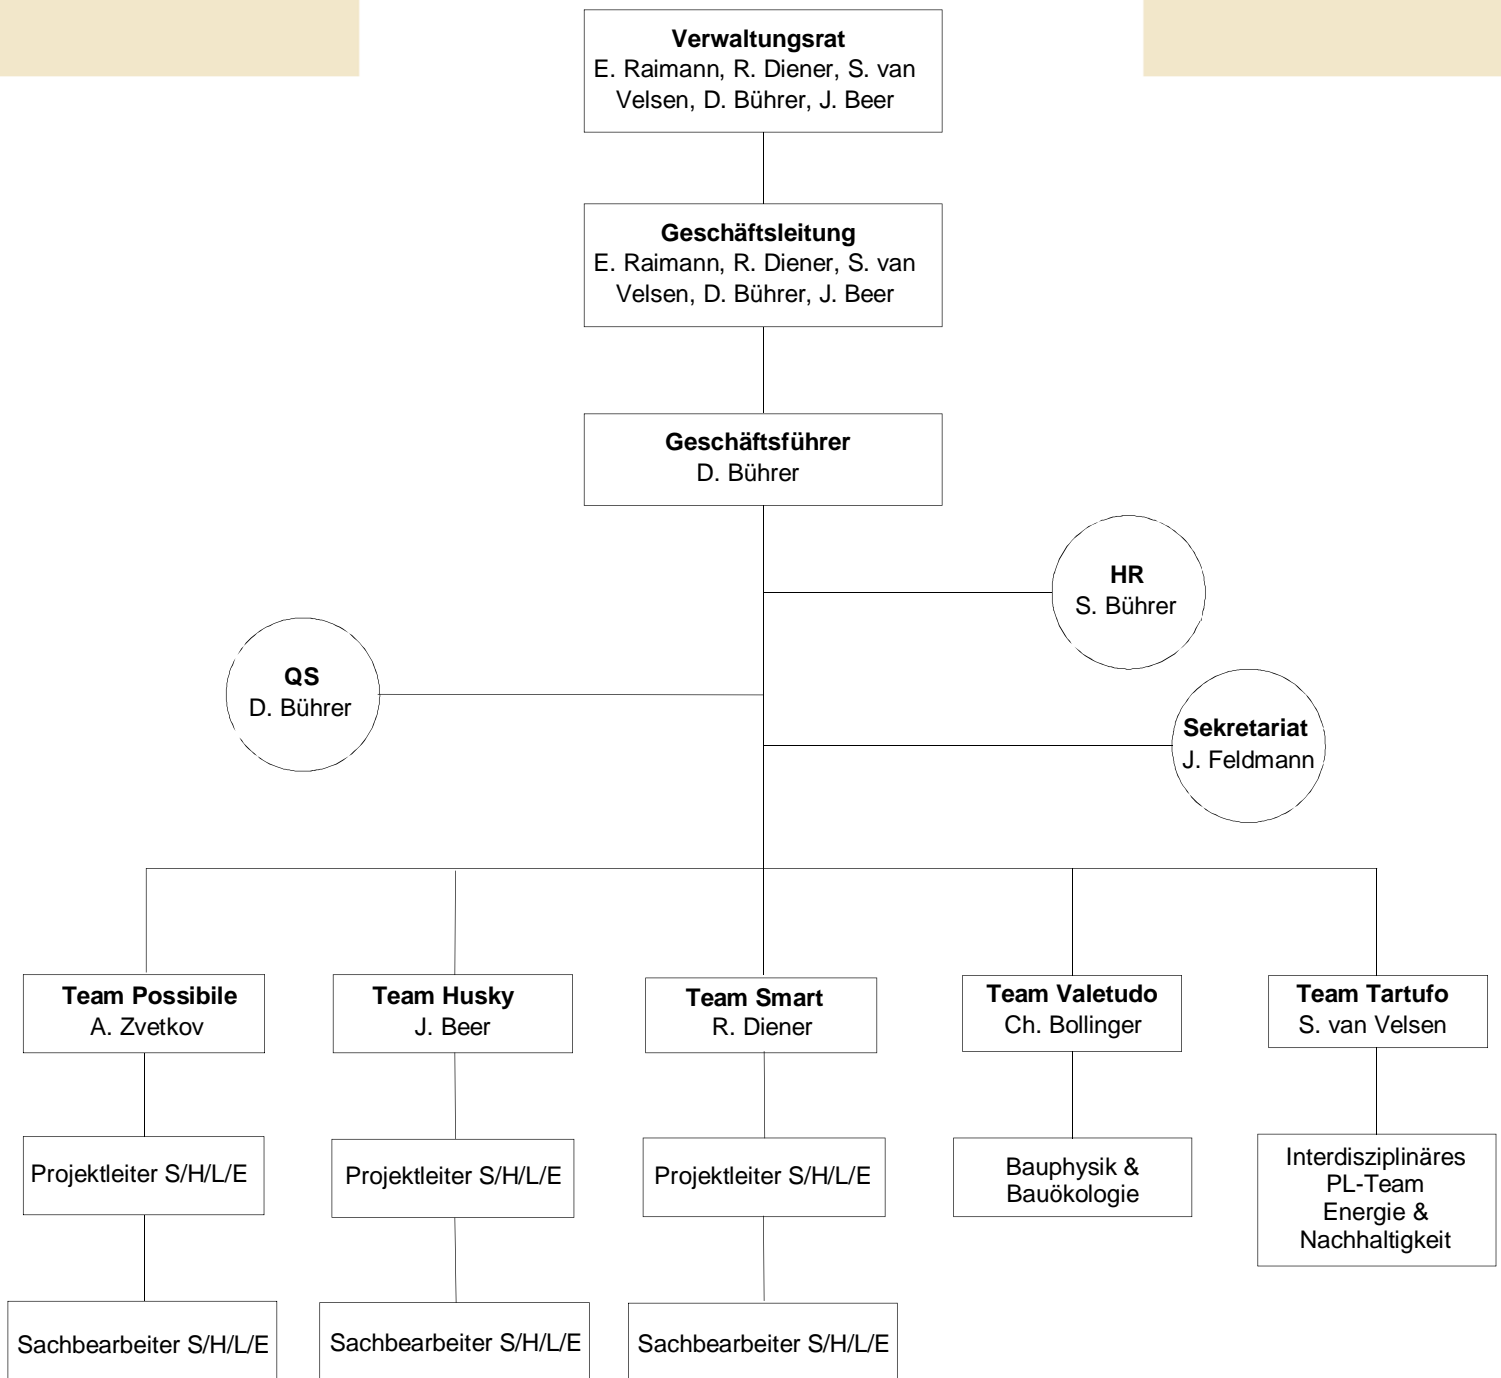 Verwaltungsrat
E. Raimann, R. Diener, S. van
Velsen, D. Bührer, J. Beer
Geschäftsleitung
E. Raimann, R. Diener, S. van
Velsen, D. Bührer, J. Beer
Geschäftsführer
D. Bührer
HR
S. Bührer
QS
D. Bührer
Sekretariat
J. Feldmann
Team Possibile
A. Zvetkov
Team Husky
J. Beer
Team Smart
R. Diener
Team Valetudo
Ch. Bollinger
Team Tartufo
S. van Velsen
Projektleiter S/H/L/E
Projektleiter S/H/L/E
Projektleiter S/H/L/E
Bauphysik &
Bauökologie
Interdisziplinäres
PL-Team
Energie &
Nachhaltigkeit
Sachbearbeiter S/H/L/E
Sachbearbeiter S/H/L/E
Sachbearbeiter S/H/L/E